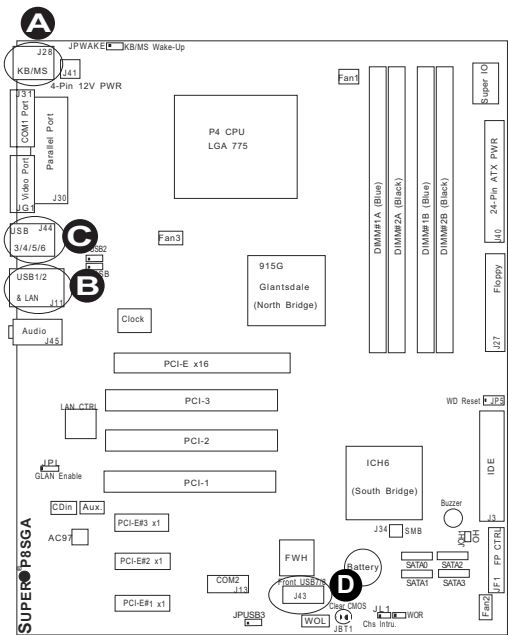 A
JPWAKE KB/MS Wake-Up
J28
KB/MS
J41
4-Pin 12V PWR
Fan1
Super IO
J31
COM1 Port
Parallel Port
J30
Video Port
JG1
P4 CPU
LGA 775
DIMM#1A (Blue)
DIMM#2A (Black)
DIMM#1B (Blue)
DIMM#2B (Black)
24-Pin ATX PWR
J40
USB J44
3/4/5/6
C
Fan3
USB1/2
& LAN J11
B
915G
Glantsdale
(North Bridge)
Floppy
J27
Clock
Audio
J45
PCI-E x16
LAN CTRL
PCI-3
WD Reset JP5
PCI-2
JPL
GLAN Enable
PCI-1
ICH6
(South Bridge)
IDE
J3
Buzzer
CDin Aux.
AC97
PCI-E#3 x1
J34 SMB
JOH1
OH
FWH
Battery
SATA0 SATA2
SATA1 SATA3
FP CTRL
JF1
PCI-E#2 x1
COM2
J13
Front USB7/8
J43
D
Fan2
PCI-E#1 x1
JPUSB3
WOL
Clear CMOS
JBT1
JL1
Chs Intru.
WOR
SUPER P8SGA